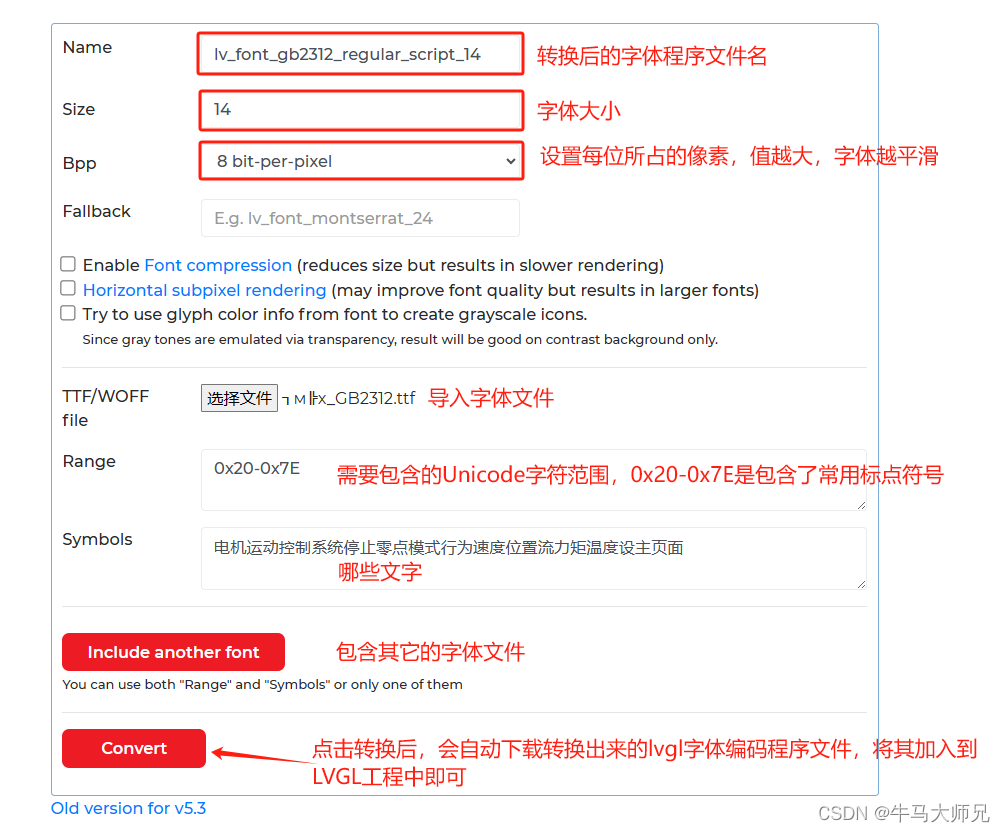 Name
lv_font_gb2312_regular_script_14
转换后的字体程序文件名
Size
14
字体大小
Bpp
8 bit-per-pixel
设置每位所占的像素，值越大，字体越平滑
Fallback
E.g. lv_font_montserrat_24
Enable Font compression (reduces size but results in slower rendering)
Horizontal subpixel rendering (may improve font quality but results in larger fonts)
Try to use glyph color info from font to create grayscale icons.
Since gray tones are emulated via transparency, result will be good on contrast background only.
TTF/WOFF
file
选择文件
x_GB2312.ttf
导入字体文件
Range
0x20-0x7E
需要包含的Unicode字符范围，0x20-0x7E是包含了常用标点符号
Symbols
电机运动控制系统停止零点模式行为速度位置流力矩温度设主页面
哪些文字
Include another font
包含其它的字体文件
You can use both "Range" and "Symbols" or only one of them
Convert
点击转换后，会自动下载转换出来的lvgl字体编码程序文件，将其加入到
LVGL工程中即可
Old version for v5.3
CSDN @牛马大师兄